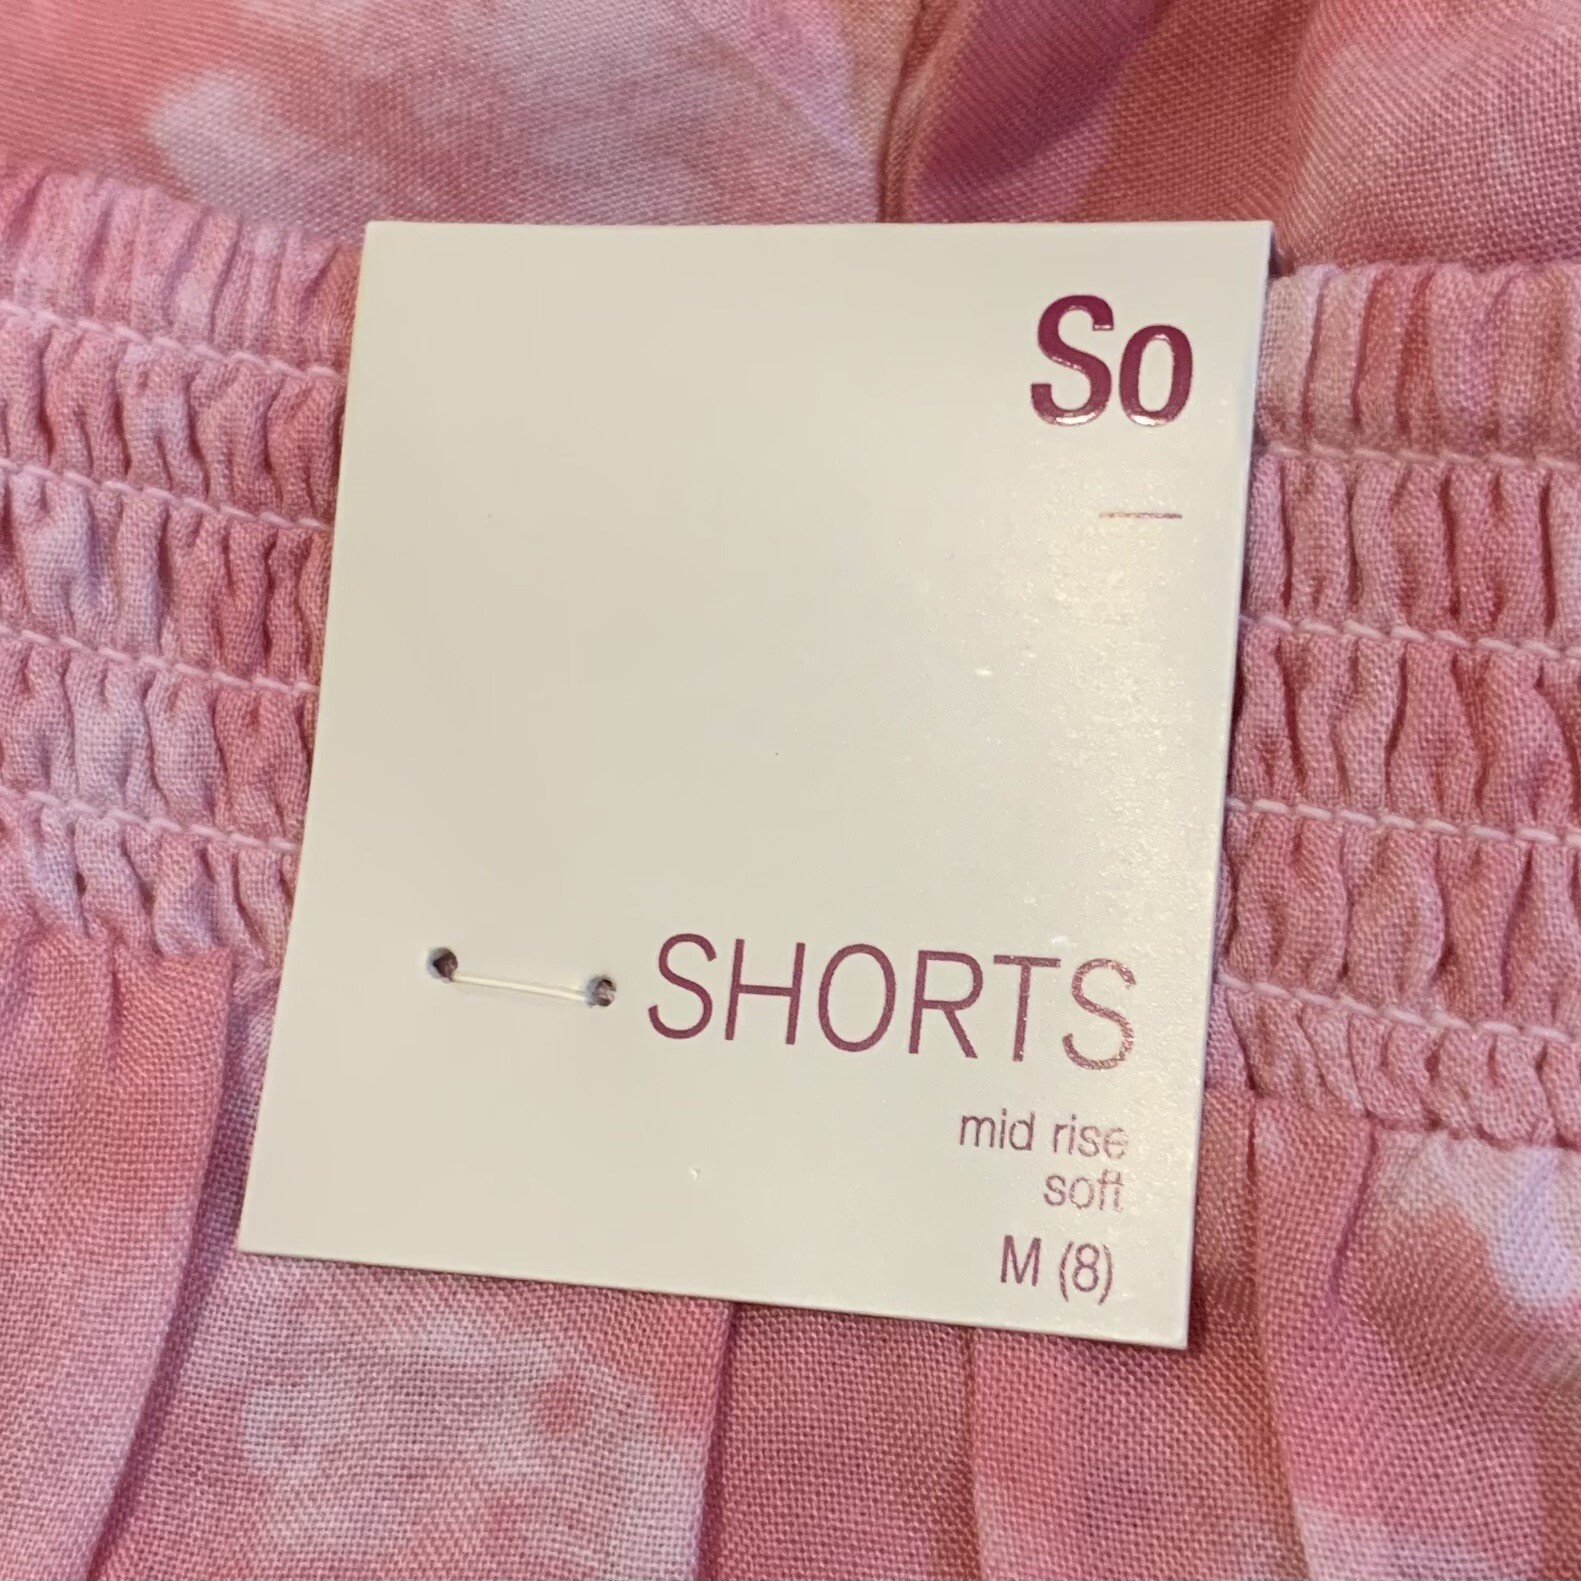 So
SHORTS
mid rise
soft
M (8)